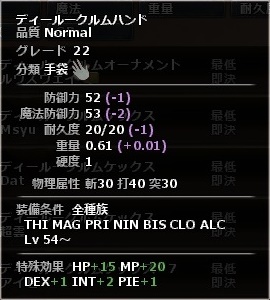 ディールークルムハンド
品質 Normal
グレード 22
分類 手袋
防御力 52 (-1)
魔法防御力 53 (-2)
耐久度 20/20 (-1)
重量 0.61 (+0.01)
硬度 1
物理属性 斬30 打40 突30
装備条件 全種族
THI MAG PRI NIN BIS CLO ALC
Lv 54～
特殊効果 HP+15 MP+20
DEX+1 INT+2 PIE+1